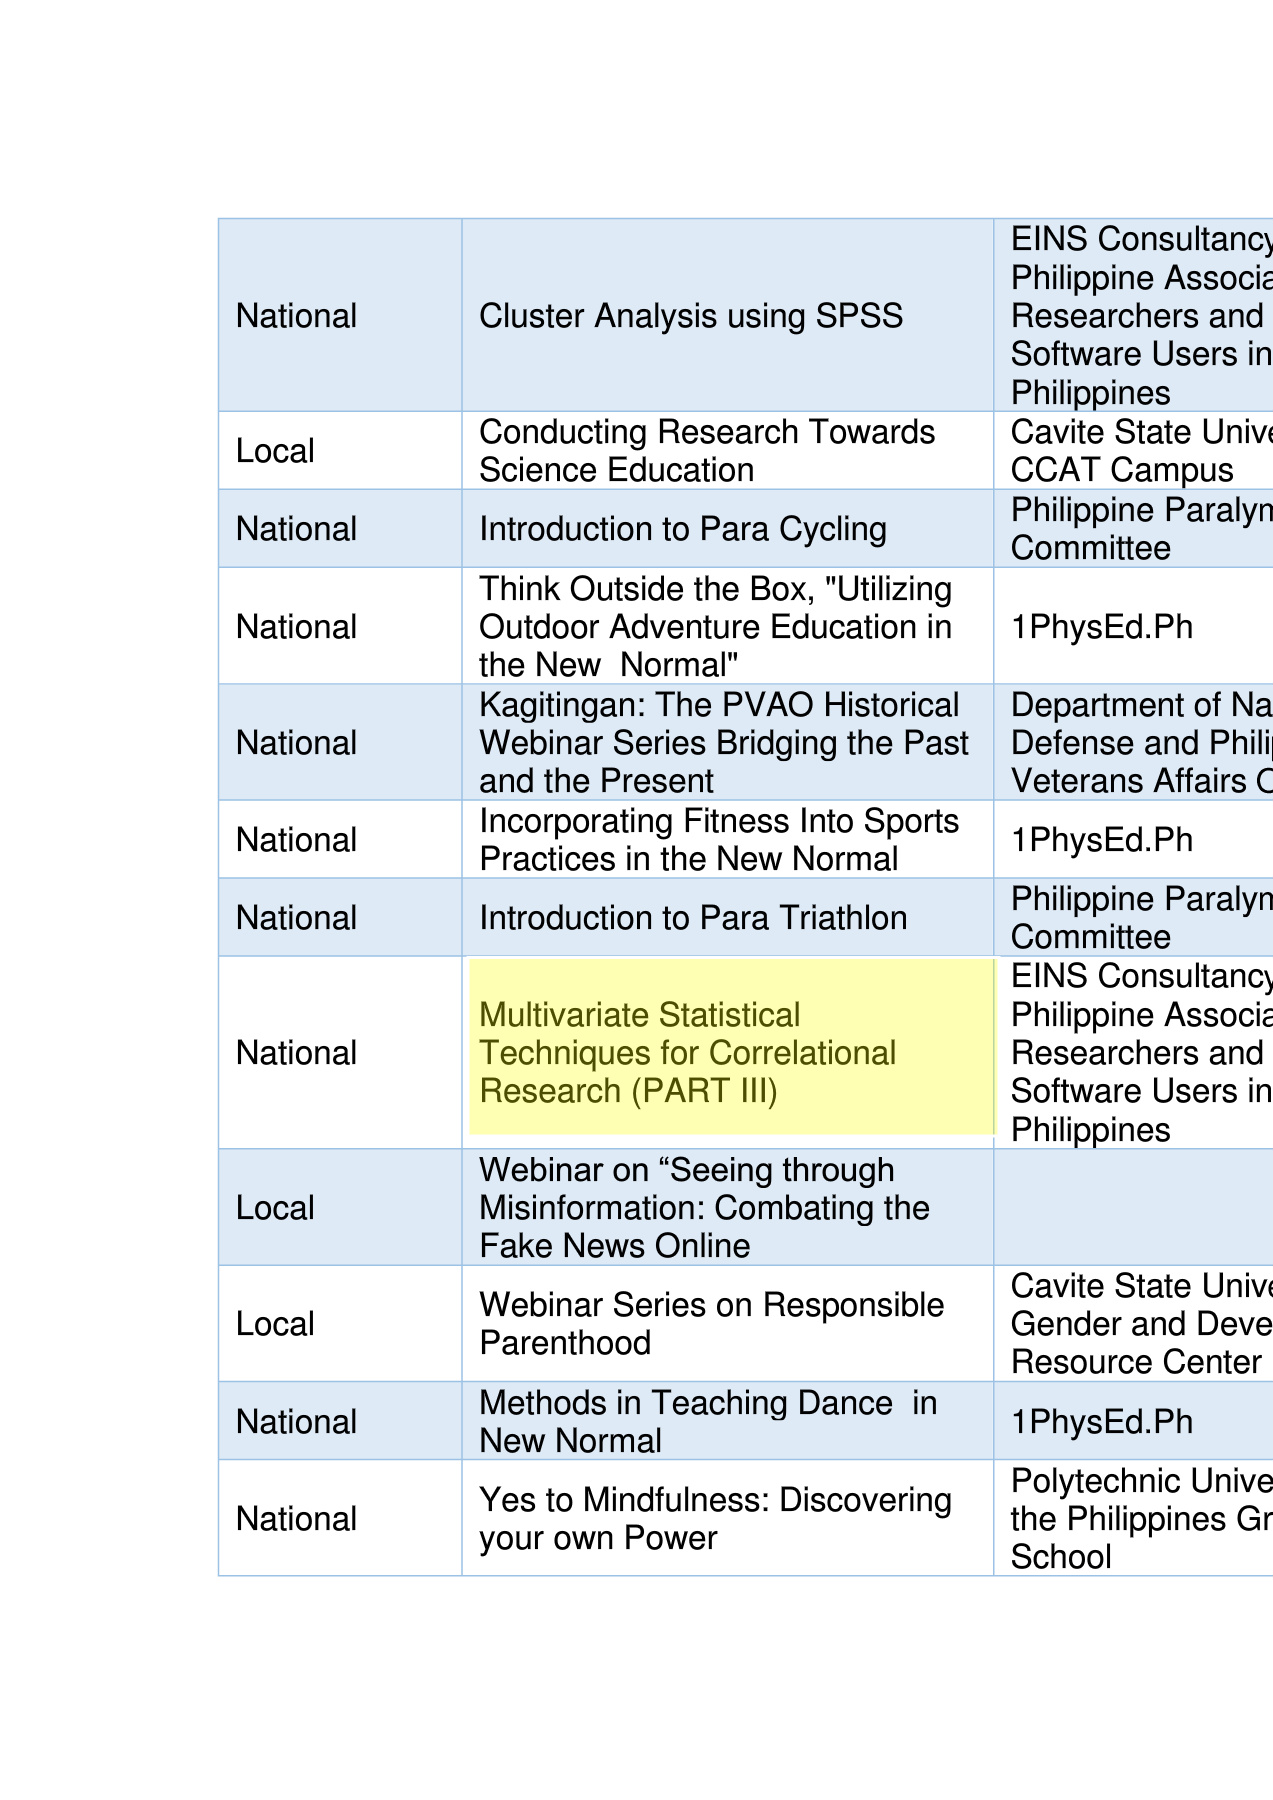 National
Cluster Analysis using SPSS
EINS Consultancy
Philippine Associa
Researchers and
Software Users in
Philippines
Local
Conducting Research Towards
Science Education
Cavite State Unive
CCAT Campus
National
Introduction to Para Cycling
Philippine Paralym
Committee
National
Think Outside the Box, "Utilizing
Outdoor Adventure Education in
the New  Normal"
1PhysEd.Ph
National
Kagitingan: The PVAO Historical
Webinar Series Bridging the Past
and the Present
Department of Na
Defense and Philip
Veterans Affairs O
National
Incorporating Fitness Into Sports
Practices in the New Normal
1PhysEd.Ph
National
Introduction to Para Triathlon
Philippine Paralym
Committee
National
Multivariate Statistical
Techniques for Correlational
Research (PART III)
EINS Consultancy
Philippine Associa
Researchers and
Software Users in
Philippines
Local
Webinar on “Seeing through
Misinformation: Combating the
Fake News Online
Local
Webinar Series on Responsible
Parenthood
Cavite State Unive
Gender and Deve
Resource Center
National
Methods in Teaching Dance  in
New Normal
1PhysEd.Ph
National
Yes to Mindfulness: Discovering
your own Power
Polytechnic Unive
the Philippines Gr
School